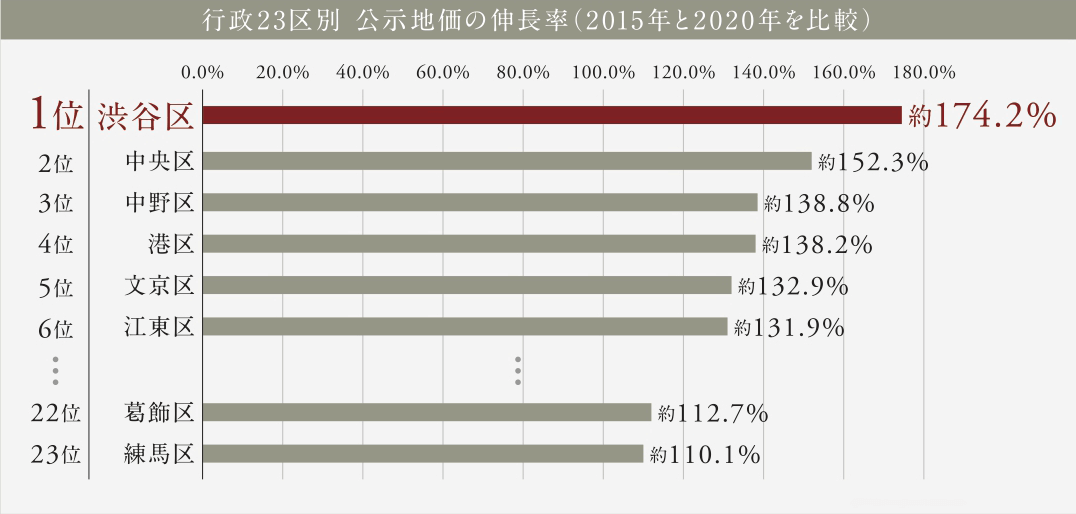 行政23区別 公示地価の伸長率（2015年と2020年を比較）
0.0% 20.0% 40.0% 60.0% 80.0% 100.0% 120.0% 140.0% 160.0% 180.0%
1位 渋谷区 約174.2%
2位 中央区 約152.3%
3位 中野区 約138.8%
4位 港区 約138.2%
5位 文京区 約132.9%
6位 江東区 約131.9%
22位 葛飾区 約112.7%
23位 練馬区 約110.1%